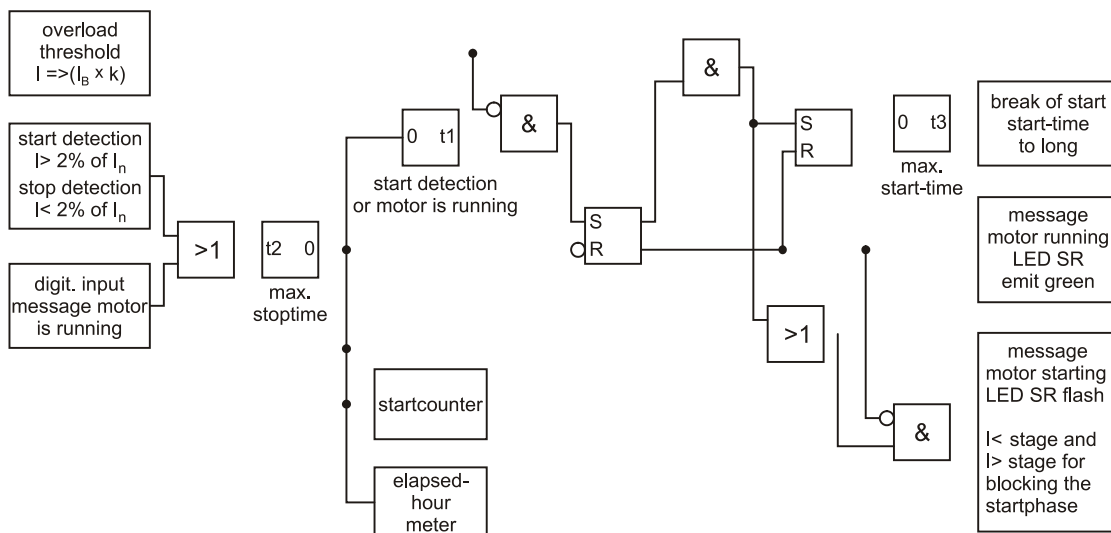 overload
threshold
I =>(I_B x k)
start detection
I> 2% of I_n
stop detection
I< 2% of I_n
digit. input
message motor
is running
>1
t2 0
max.
stoptime
0 t1
start detection
or motor is running
startcounter
elapsed-
hour
meter
&
S
R
&
S
R
>1
&
0 t3
max.
start-time
break of start
start-time
to long
message
motor running
LED SR
emit green
message
motor starting
LED SR flash
I< stage and
I> stage for
blocking the
startphase